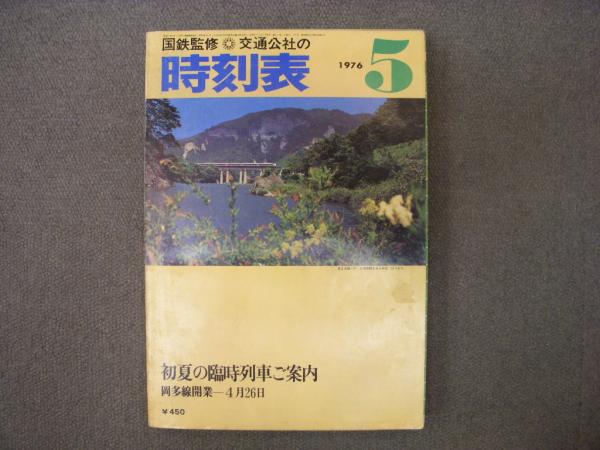 国鉄監修 交通公社の
時刻表
1976 5
初夏の臨時列車ご案内
岡多線開業—4月26日
¥450